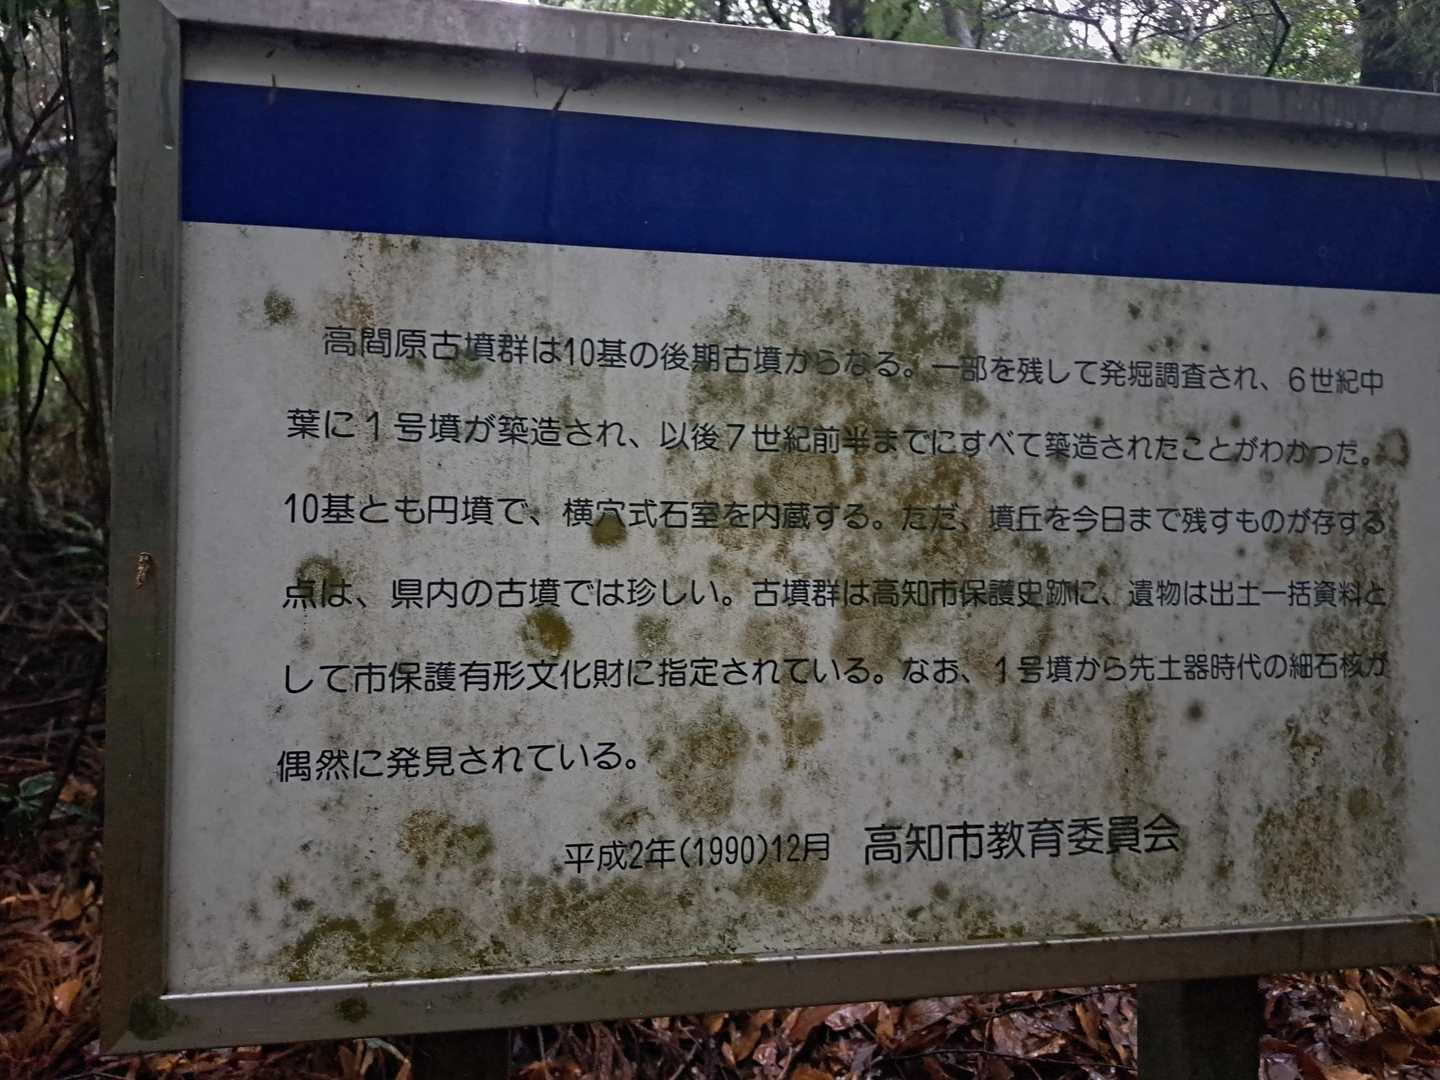 高間原古墳群は10基の後期古墳からなる。一部を残して発掘調査され、6世紀中
葉に1号墳が築造され、以後7世紀前半までにすべて築造されたことがわかった。
10基とも円墳で、横穴式石室を内蔵する。ただ、墳丘を今日まで残すものが存する
点は、県内の古墳では珍しい。古墳群は高知市保護史跡に、遺物は出土一括資料と
して市保護有形文化財に指定されている。なお、1号墳から先土器時代の細石核が
偶然に発見されている。
平成2年(1990)12月 高知市教育委員会